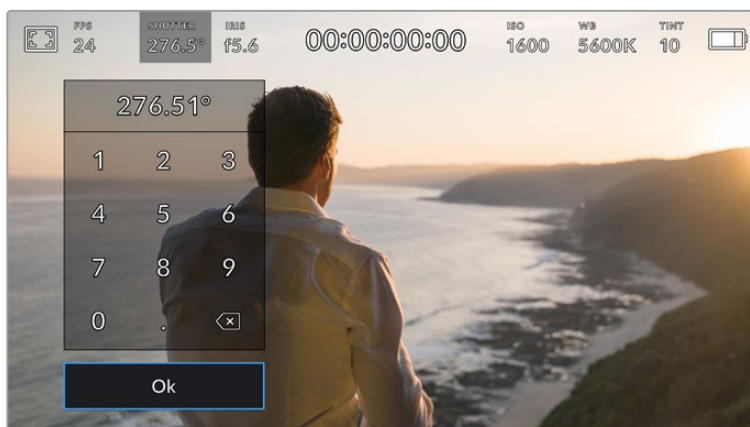 FPS
24
SHUTTER
276.5°
IRIS
f5.6
00:00:00:00
ISO
1600
WB
5600K
TINT
10
276.51°
1 2 3
4 5 6
7 8 9
0 .
Ok